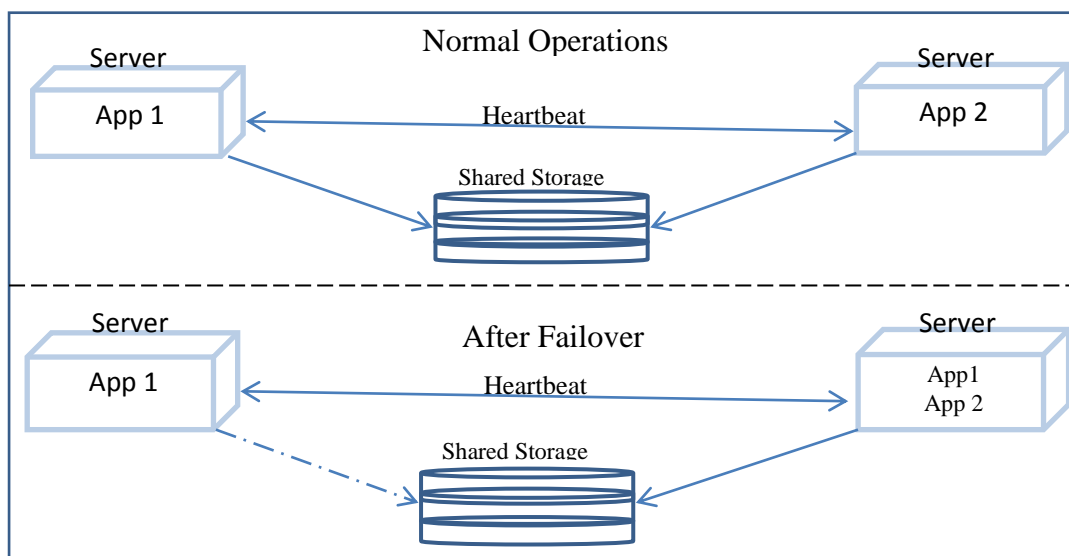 Normal Operations
Server
Server
App 1
Heartbeat
App 2
Shared Storage
After Failover
Server
Server
App 1
Heartbeat
App1
App 2
Shared Storage